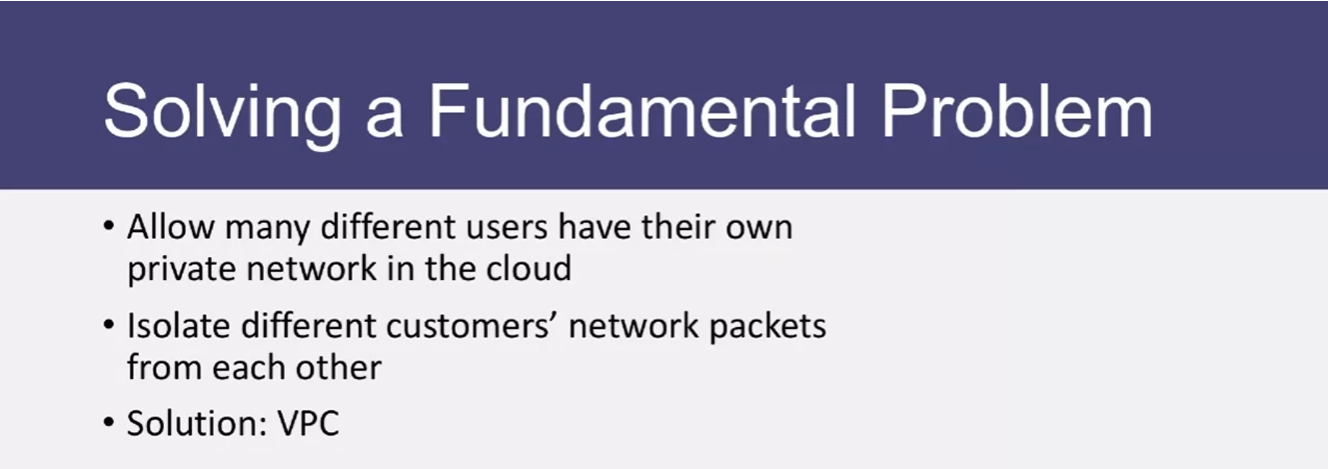 Solving a Fundamental Problem
• Allow many different users have their own
private network in the cloud
• Isolate different customers’ network packets
from each other
• Solution: VPC